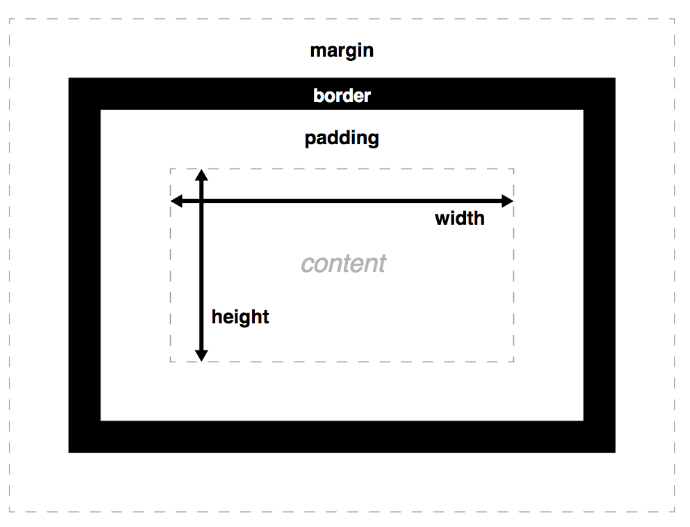 margin
border
padding
width
content
height